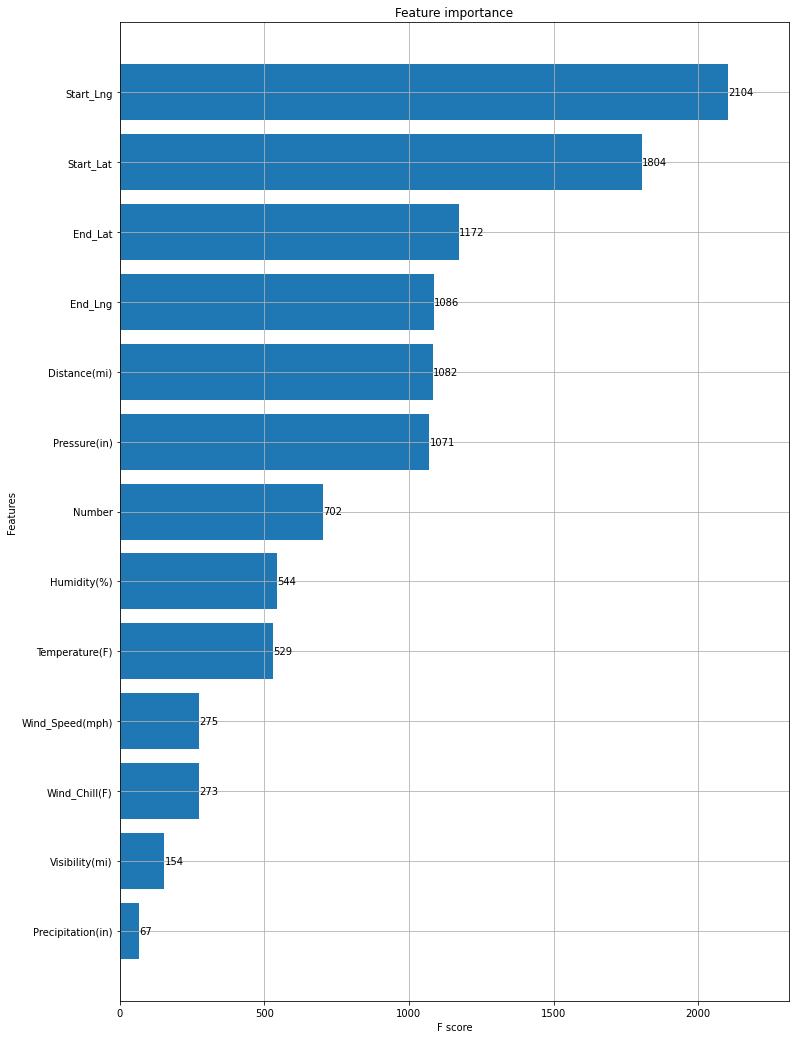 Feature importance
Start_Lng 2104
Start_Lat 1804
End_Lat 1172
End_Lng 1086
Distance(mi) 1082
Pressure(in) 1071
Number 702
Humidity(%) 544
Temperature(F) 529
Wind_Speed(mph) 275
Wind_Chill(F) 273
Visibility(mi) 154
Precipitation(in) 67
Features
0 500 1000 1500 2000
F score